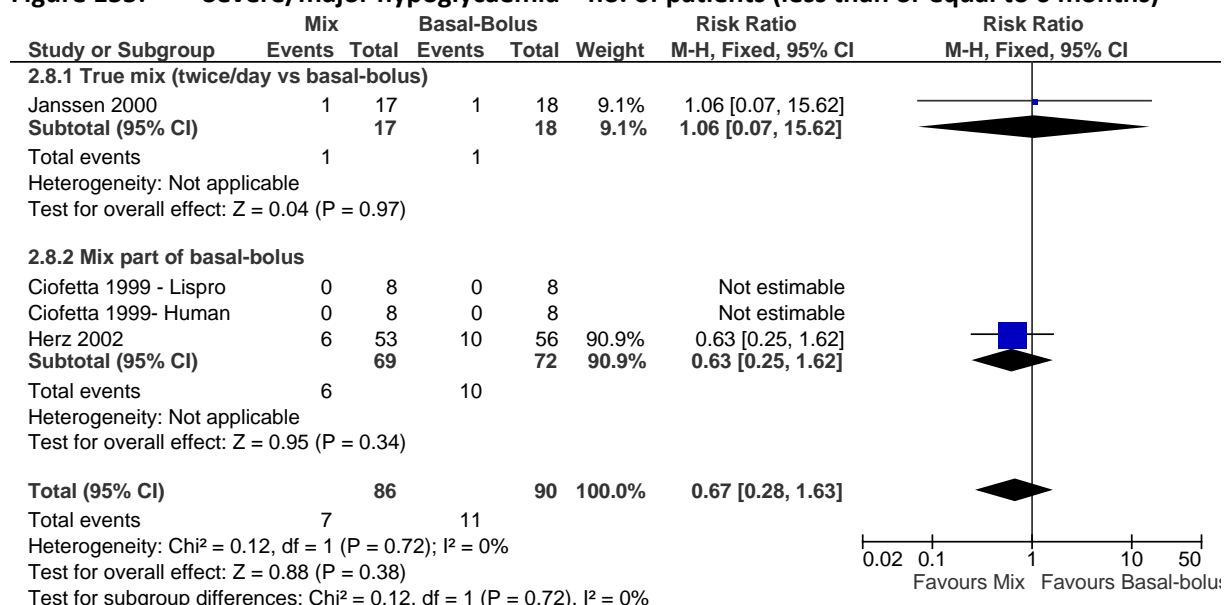 Mix Basal-Bolus Risk Ratio Risk Ratio
Study or Subgroup Events Total Events Total Weight M-H, Fixed, 95% CI M-H, Fixed, 95% CI
2.8.1 True mix (twice/day vs basal-bolus)
Janssen 2000 1 17 1 18 9.1% 1.06 [0.07, 15.62]
Subtotal (95% CI) 17 18 9.1% 1.06 [0.07, 15.62]
Total events 1 1
Heterogeneity: Not applicable
Test for overall effect: Z = 0.04 (P = 0.97)
2.8.2 Mix part of basal-bolus
Ciofetta 1999 - Lispro 0 8 0 8 Not estimable
Ciofetta 1999- Human 0 8 0 8 Not estimable
Herz 2002 6 53 10 56 90.9% 0.63 [0.25, 1.62]
Subtotal (95% CI) 69 72 90.9% 0.63 [0.25, 1.62]
Total events 6 10
Heterogeneity: Not applicable
Test for overall effect: Z = 0.95 (P = 0.34)
Total (95% CI) 86 90 100.0% 0.67 [0.28, 1.63]
Total events 7 11
Heterogeneity: Chi² = 0.12, df = 1 (P = 0.72); I² = 0%
Test for overall effect: Z = 0.88 (P = 0.38)
Test for subgroup differences: Chi² = 0.12, df = 1 (P = 0.72), I² = 0%
0.02 0.1 1 10 50
Favours Mix Favours Basal-bolus